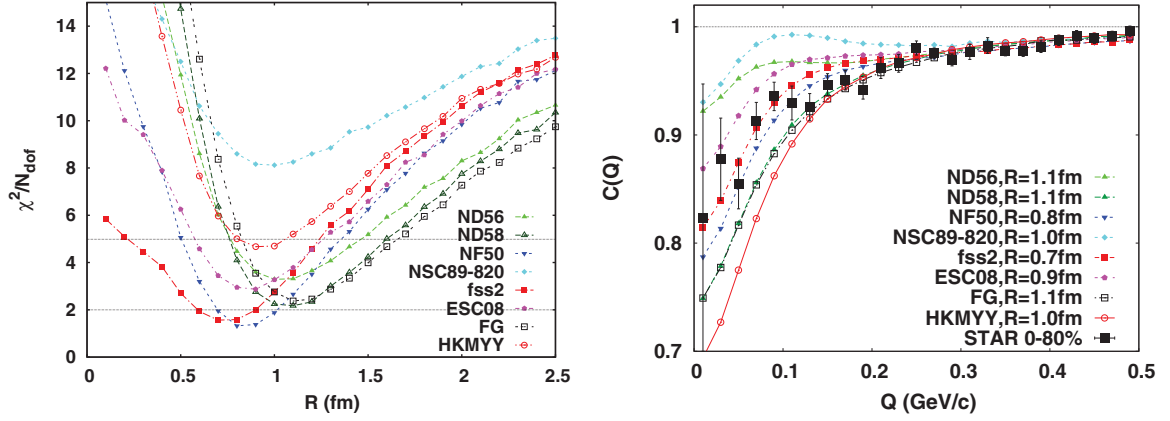 χ²/N_dof
14
12
10
8
6
4
2
0
0
0.5
1
1.5
2.0
2.5
R (fm)
ND56
ND58
NF50
NSC89-820
fss2
ESC08
FG
HKMYY
C(Q)
1
0.9
0.8
0.7
0
0.1
0.2
0.3
0.4
0.5
Q (GeV/c)
ND56,R=1.1fm
ND58,R=1.1fm
NF50,R=0.8fm
NSC89-820,R=1.0fm
fss2,R=0.7fm
ESC08,R=0.9fm
FG,R=1.1fm
HKMYY,R=1.0fm
STAR 0-80%